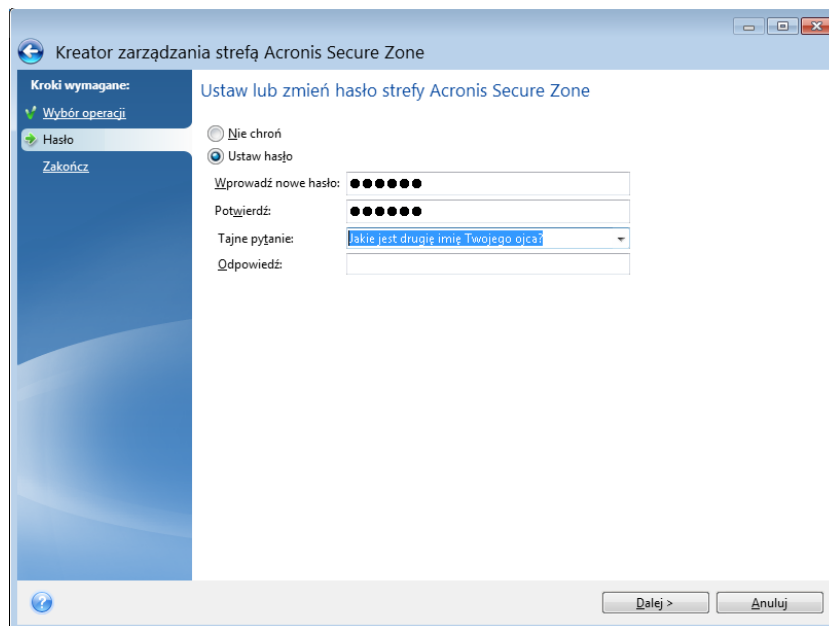 Kreator zarządzania strefą Acronis Secure Zone
Kroki wymagane:
Wybór operacji
Hasło
Zakończ
Ustaw lub zmień hasło strefy Acronis Secure Zone
Nie chroń
Ustaw hasło
Wprowadź nowe hasło: ●●●●●●
Potwierdź: ●●●●●●
Tajne pytanie: Jakie jest drugię imię Twojego ojca?
Odpowiedź:
Dalej > Anuluj